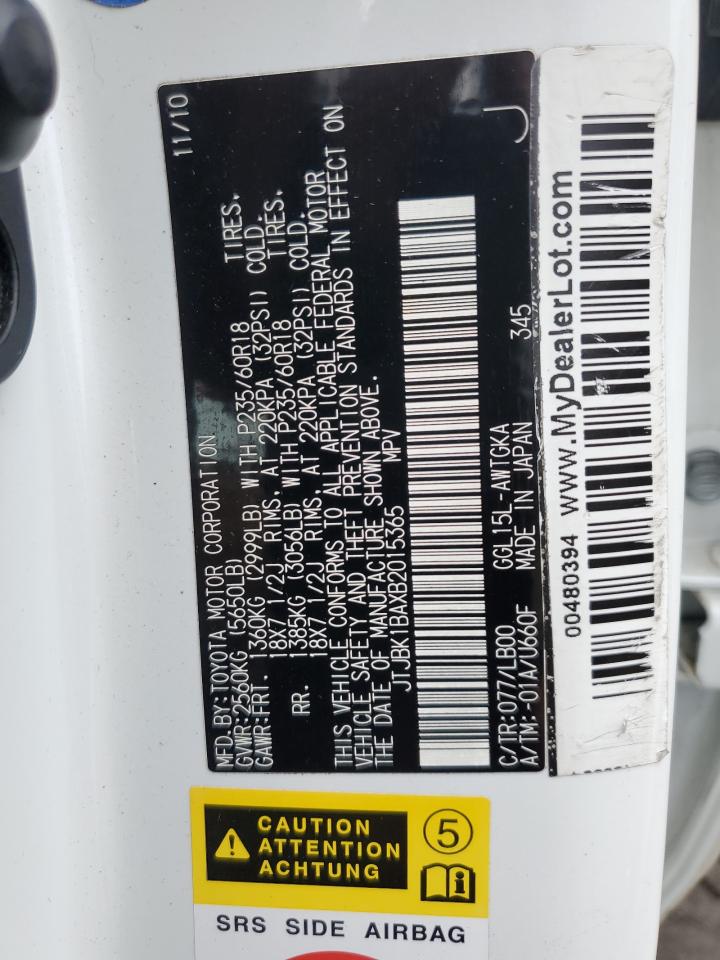 MFD.BY:TOYOTA MOTOR CORPORATION 11/10
GVWR:2560KG (5650LB)
GAWR:FRT. 1360KG (2999LB) WITH P235/60R18 TIRES.
18X7 1/2J RIMS, AT 220KPA (32PSI) COLD.
RR. 1385KG (3056LB) WITH P235/60R18 TIRES.
18X7 1/2J RIMS, AT 220KPA (32PSI) COLD.
THIS VEHICLE CONFORMS TO ALL APPLICABLE FEDERAL MOTOR
VEHICLE SAFETY AND THEFT PREVENTION STANDARDS IN EFFECT ON
THE DATE OF MANUFACTURE SHOWN ABOVE.
JTJBK1BAXB2015365 MPV
C/TR:077/LB00 GGL15L-AWTGKA 345 J
A/TM:-01A/U660F MADE IN JAPAN
00480394 www.MyDealerLot.com
CAUTION
ATTENTION
ACHTUNG
5
SRS SIDE AIRBAG